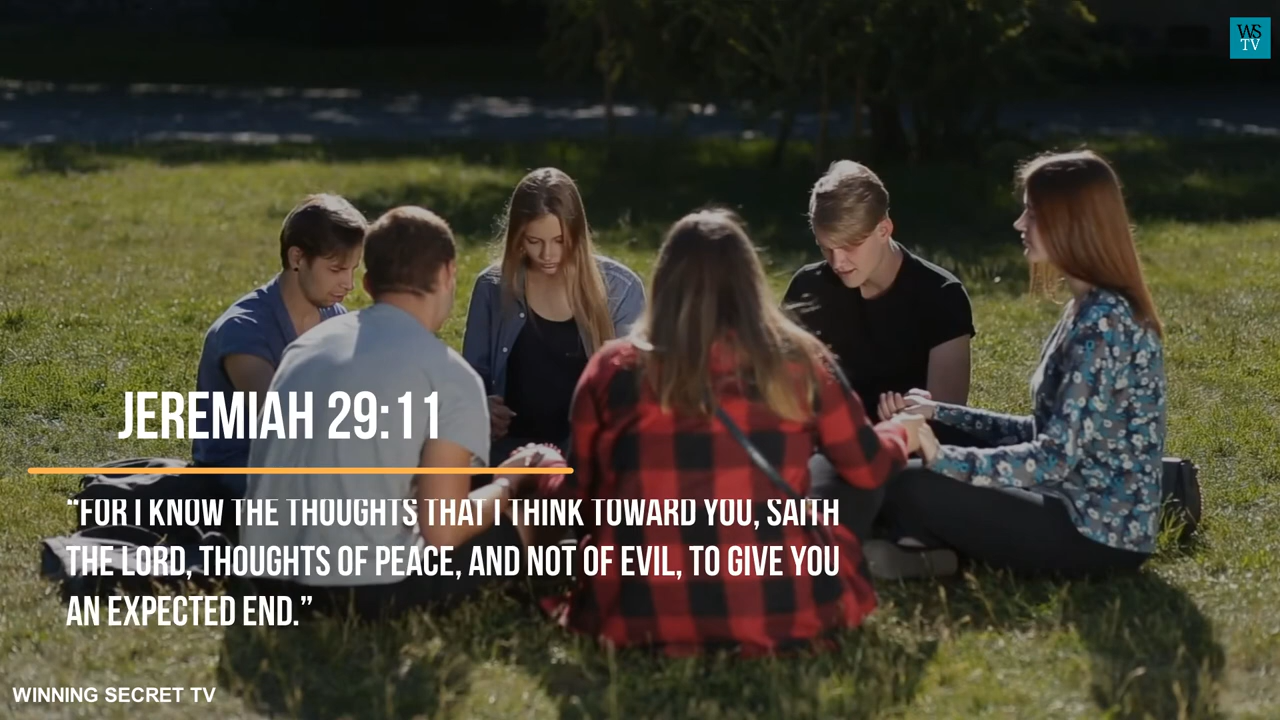 WS
TV
JEREMIAH 29:11
“FOR I KNOW THE THOUGHTS THAT I THINK TOWARD YOU, SAITH
THE LORD, THOUGHTS OF PEACE, AND NOT OF EVIL, TO GIVE YOU
AN EXPECTED END.”
WINNING SECRET TV